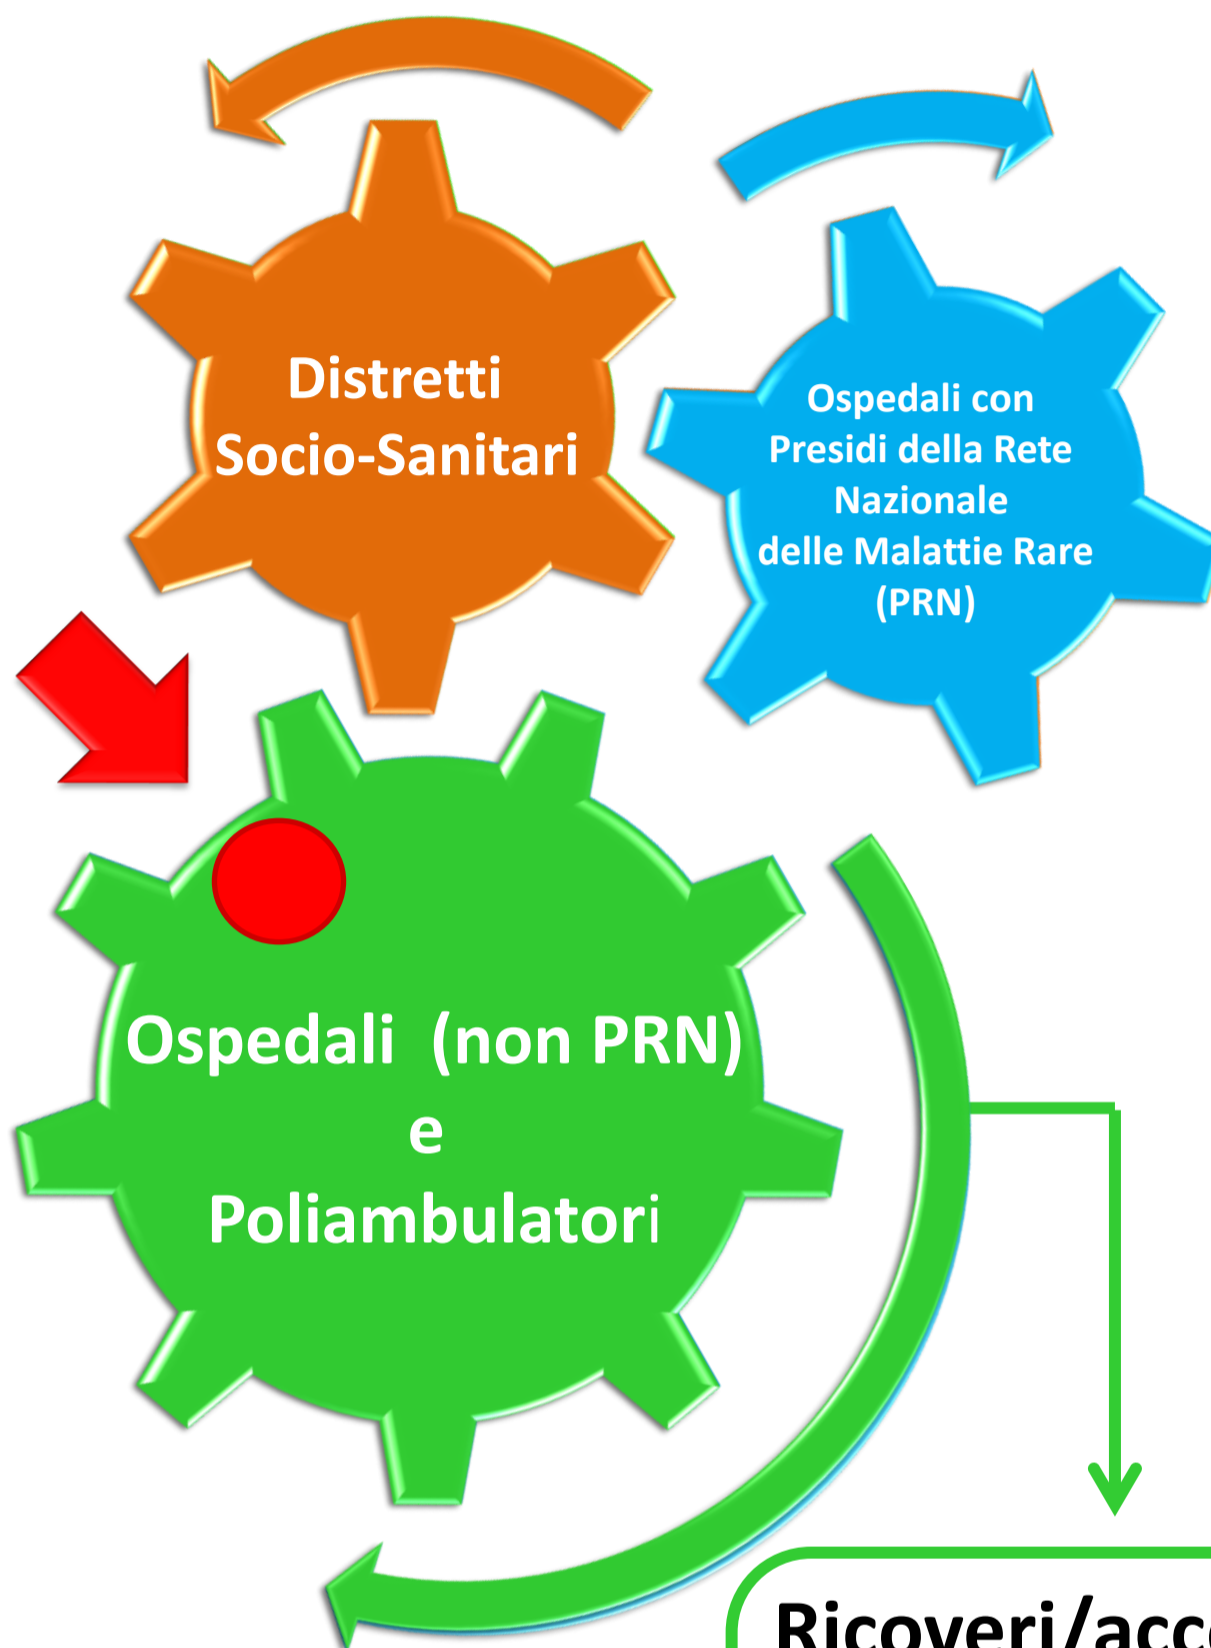 Distretti
Socio-Sanitari
Ospedali con
Presidi della Rete
Nazionale
delle Malattie Rare
(PRN)
Ospedali (non PRN)
e
Poliambulatori